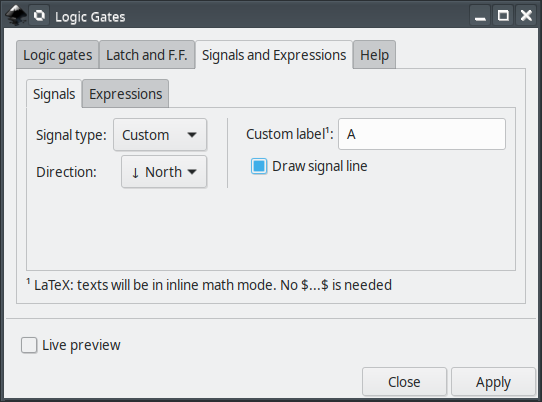 Logic Gates
Logic gates Latch and F.F. Signals and Expressions Help
Signals Expressions
Signal type: Custom Custom label¹: A
Direction: ↓ North Draw signal line
¹ LaTeX: texts will be in inline math mode. No $...$ is needed
Live preview
Close Apply